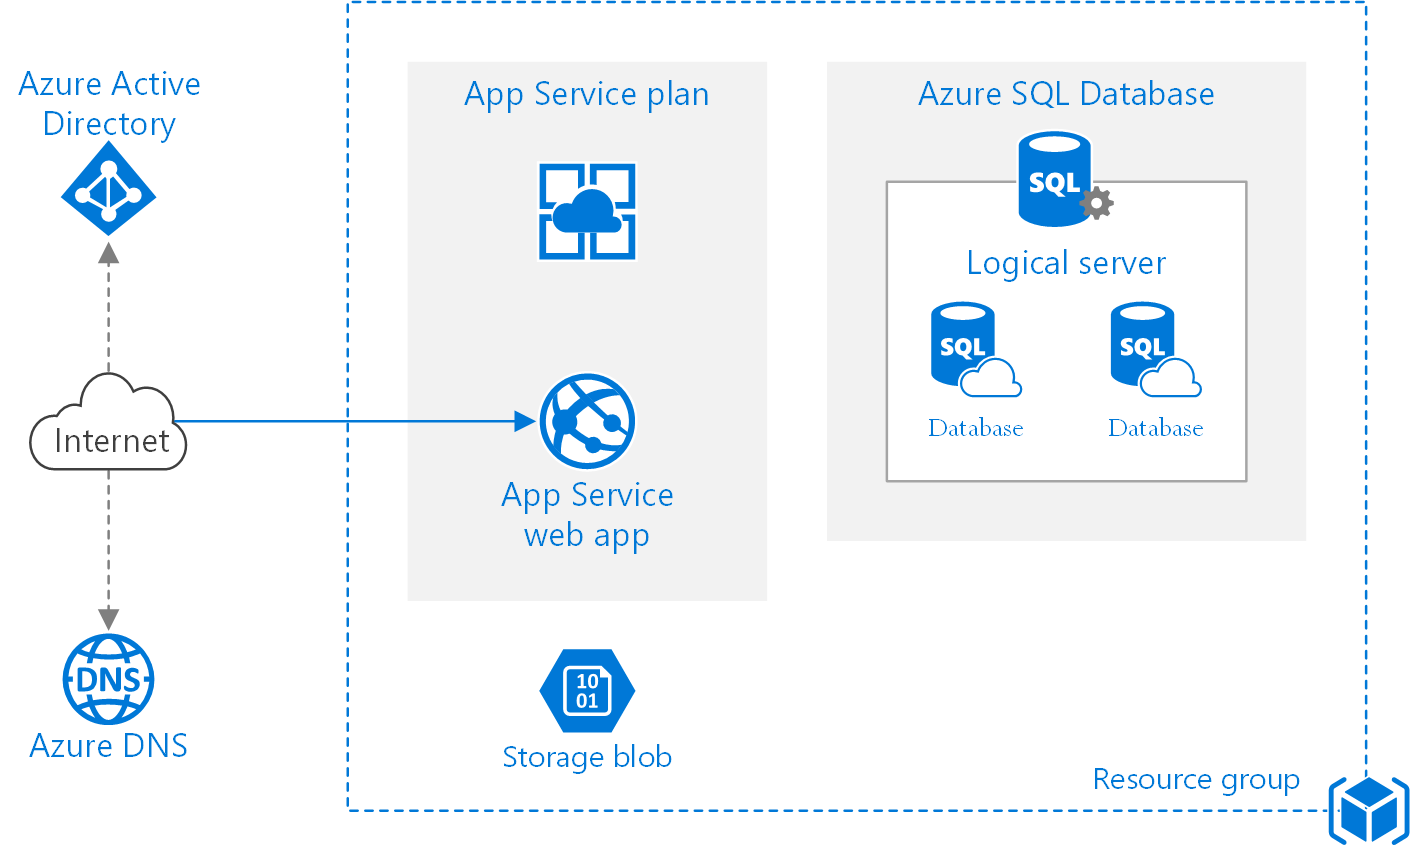 Azure Active
Directory
Internet
DNS
Azure DNS
App Service plan
App Service
web app
10
01
Storage blob
Azure SQL Database
SQL
Logical server
SQL
Database
SQL
Database
Resource group